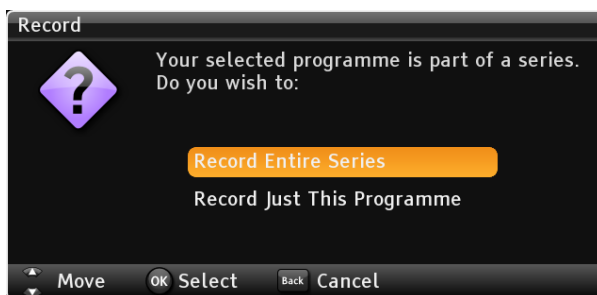 Record
?
Your selected programme is part of a series.
Do you wish to:
Record Entire Series
Record Just This Programme
Move OK Select Back Cancel